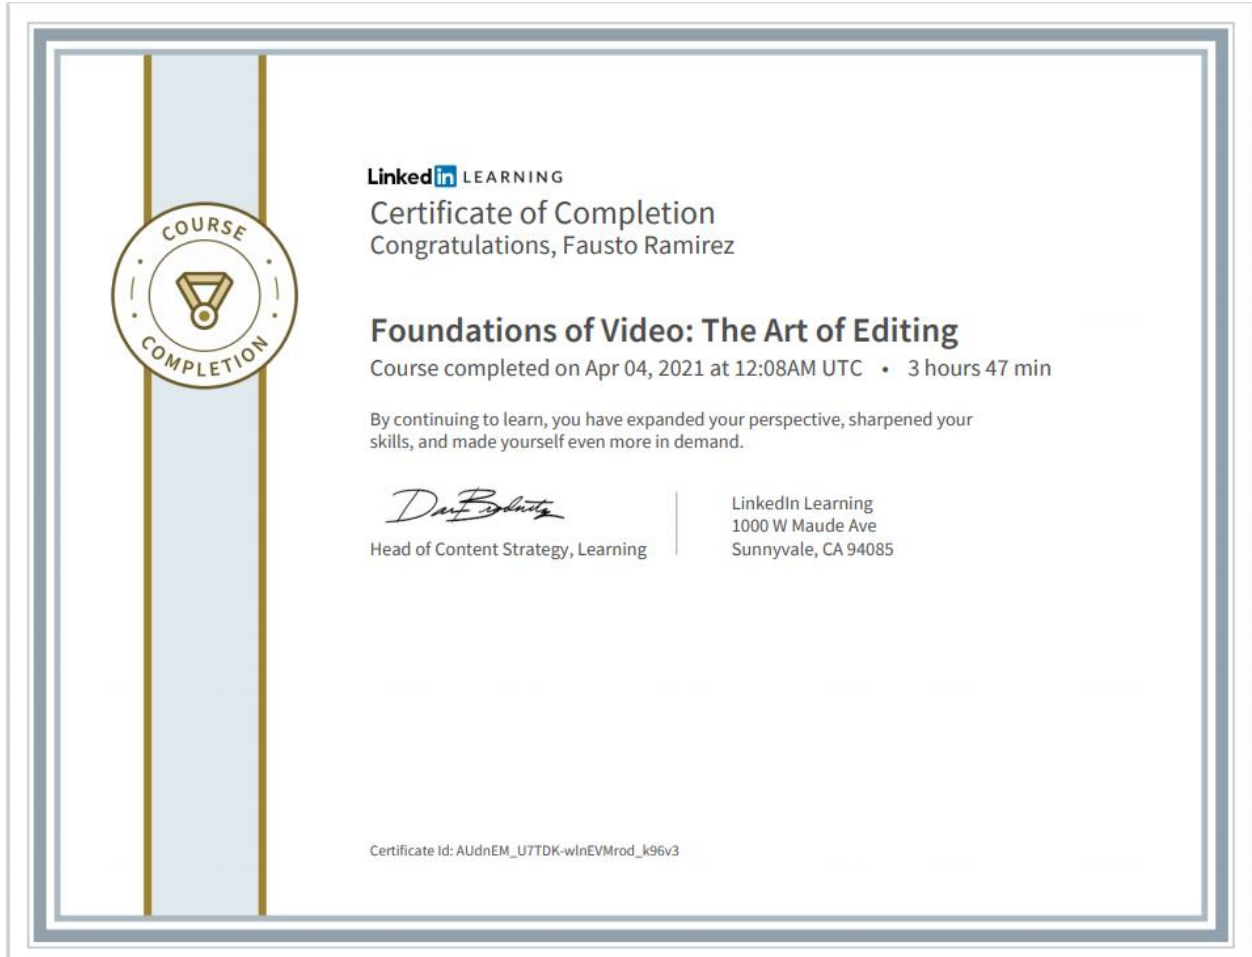 COURSE
COMPLETION
Linked in LEARNING
Certificate of Completion
Congratulations, Fausto Ramirez
Foundations of Video: The Art of Editing
Course completed on Apr 04, 2021 at 12:08AM UTC • 3 hours 47 min
By continuing to learn, you have expanded your perspective, sharpened your
skills, and made yourself even more in demand.
Head of Content Strategy, Learning
LinkedIn Learning
1000 W Maude Ave
Sunnyvale, CA 94085
Certificate Id: AUdnEM_U7TDK-wlnEVMrod_k96v3